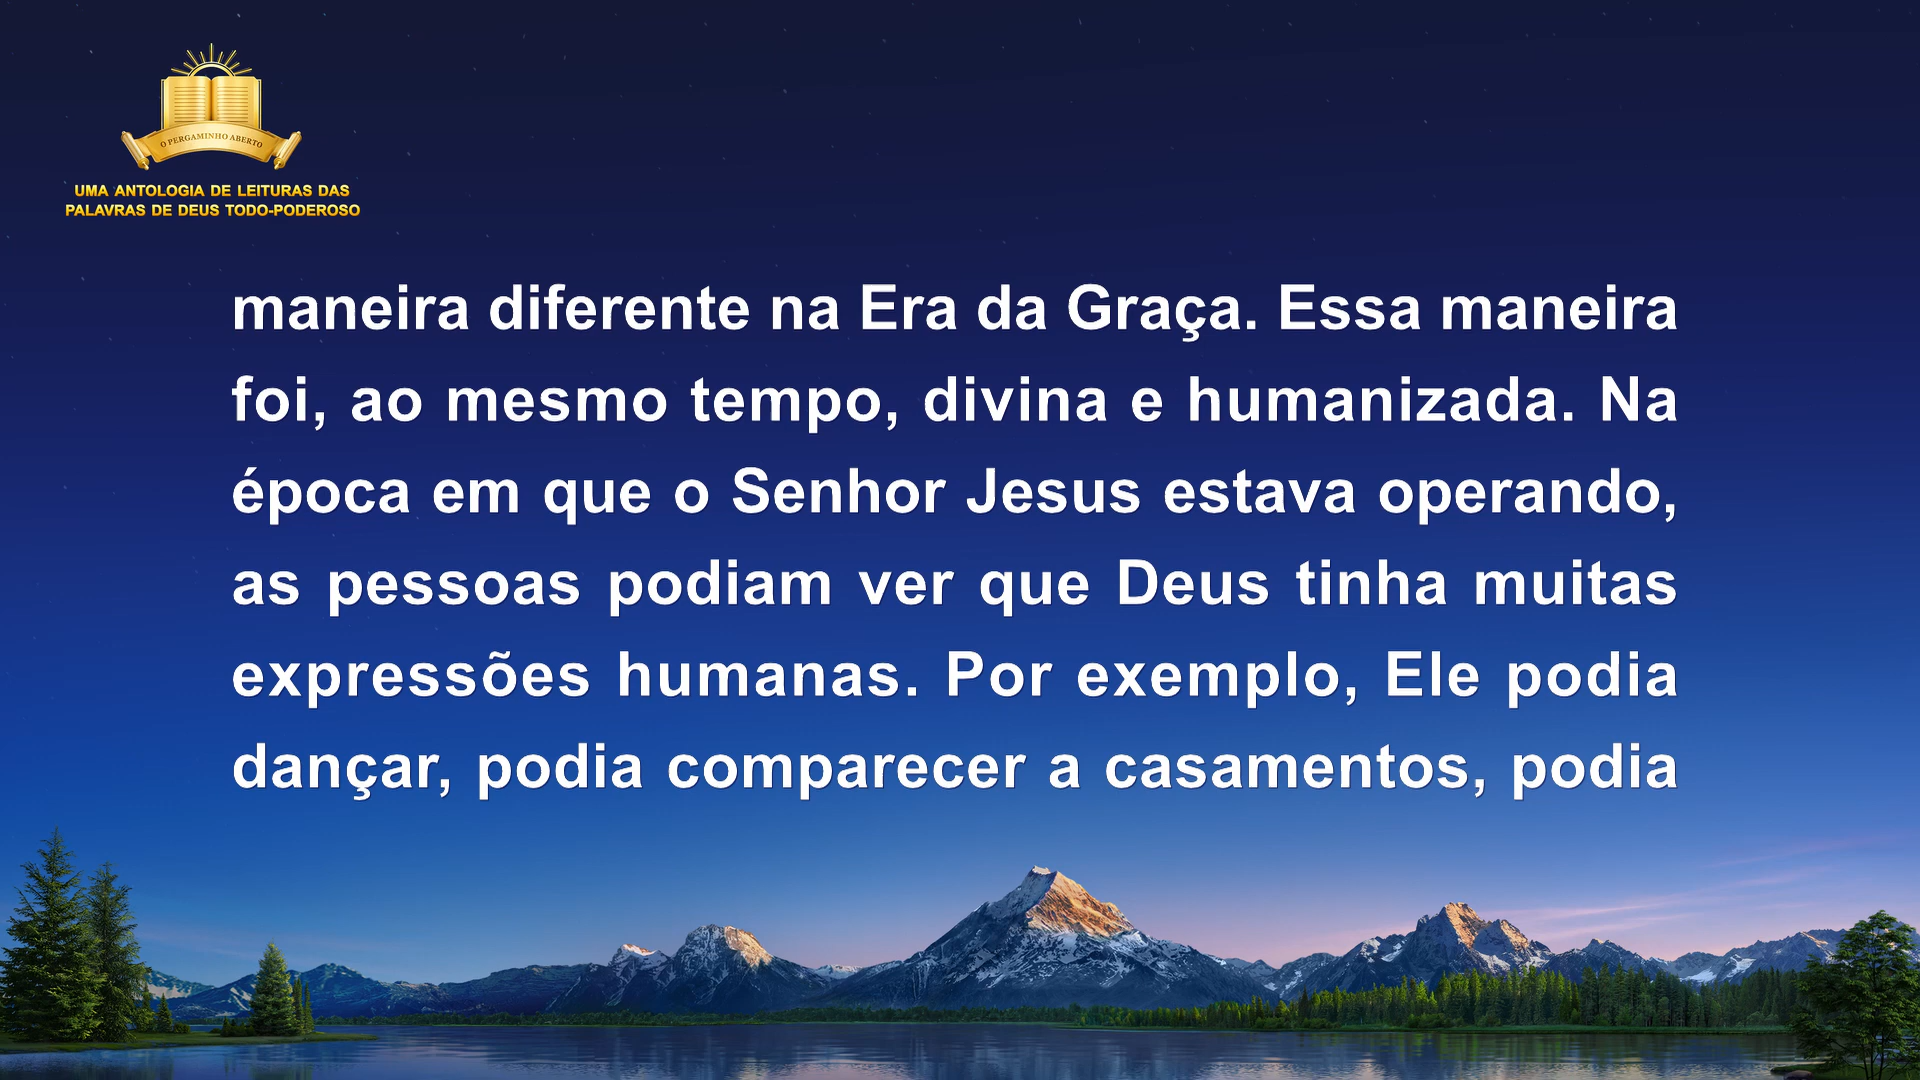 O PERGAMINHO ABERTO
UMA ANTOLOGIA DE LEITURAS DAS
PALAVRAS DE DEUS TODO-PODEROSO
maneira diferente na Era da Graça. Essa maneira
foi, ao mesmo tempo, divina e humanizada. Na
época em que o Senhor Jesus estava operando,
as pessoas podiam ver que Deus tinha muitas
expressões humanas. Por exemplo, Ele podia
dançar, podia comparecer a casamentos, podia